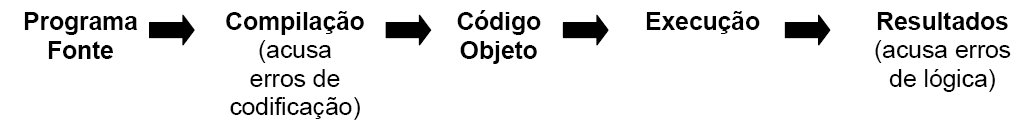 Programa
Fonte
Compilação
(acusa
erros de
codificação)
Código
Objeto
Execução
Resultados
(acusa erros
de lógica)